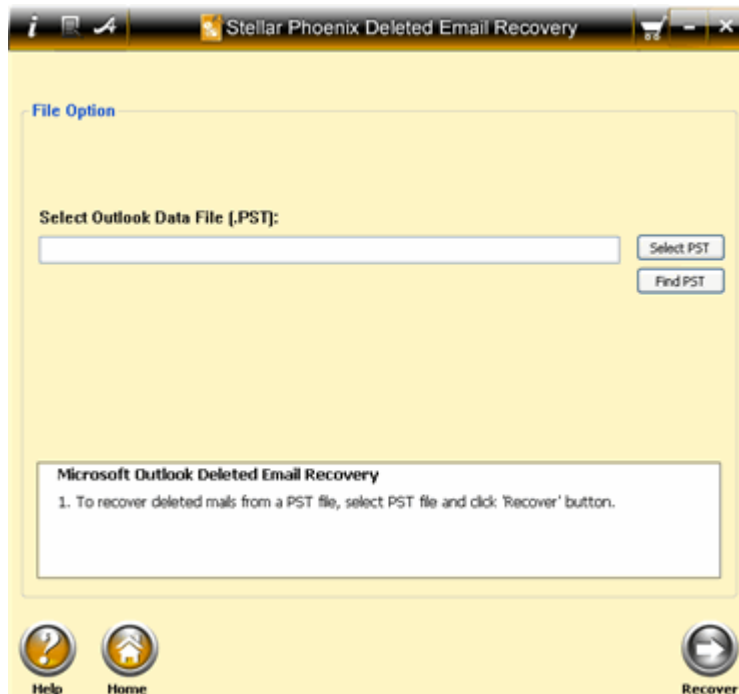 i
Stellar Phoenix Deleted Email Recovery
File Option
Select Outlook Data File (.PST):
Select PST
Find PST
Microsoft Outlook Deleted Email Recovery
1. To recover deleted mails from a PST file, select PST file and click 'Recover' button.
Help Home Recover